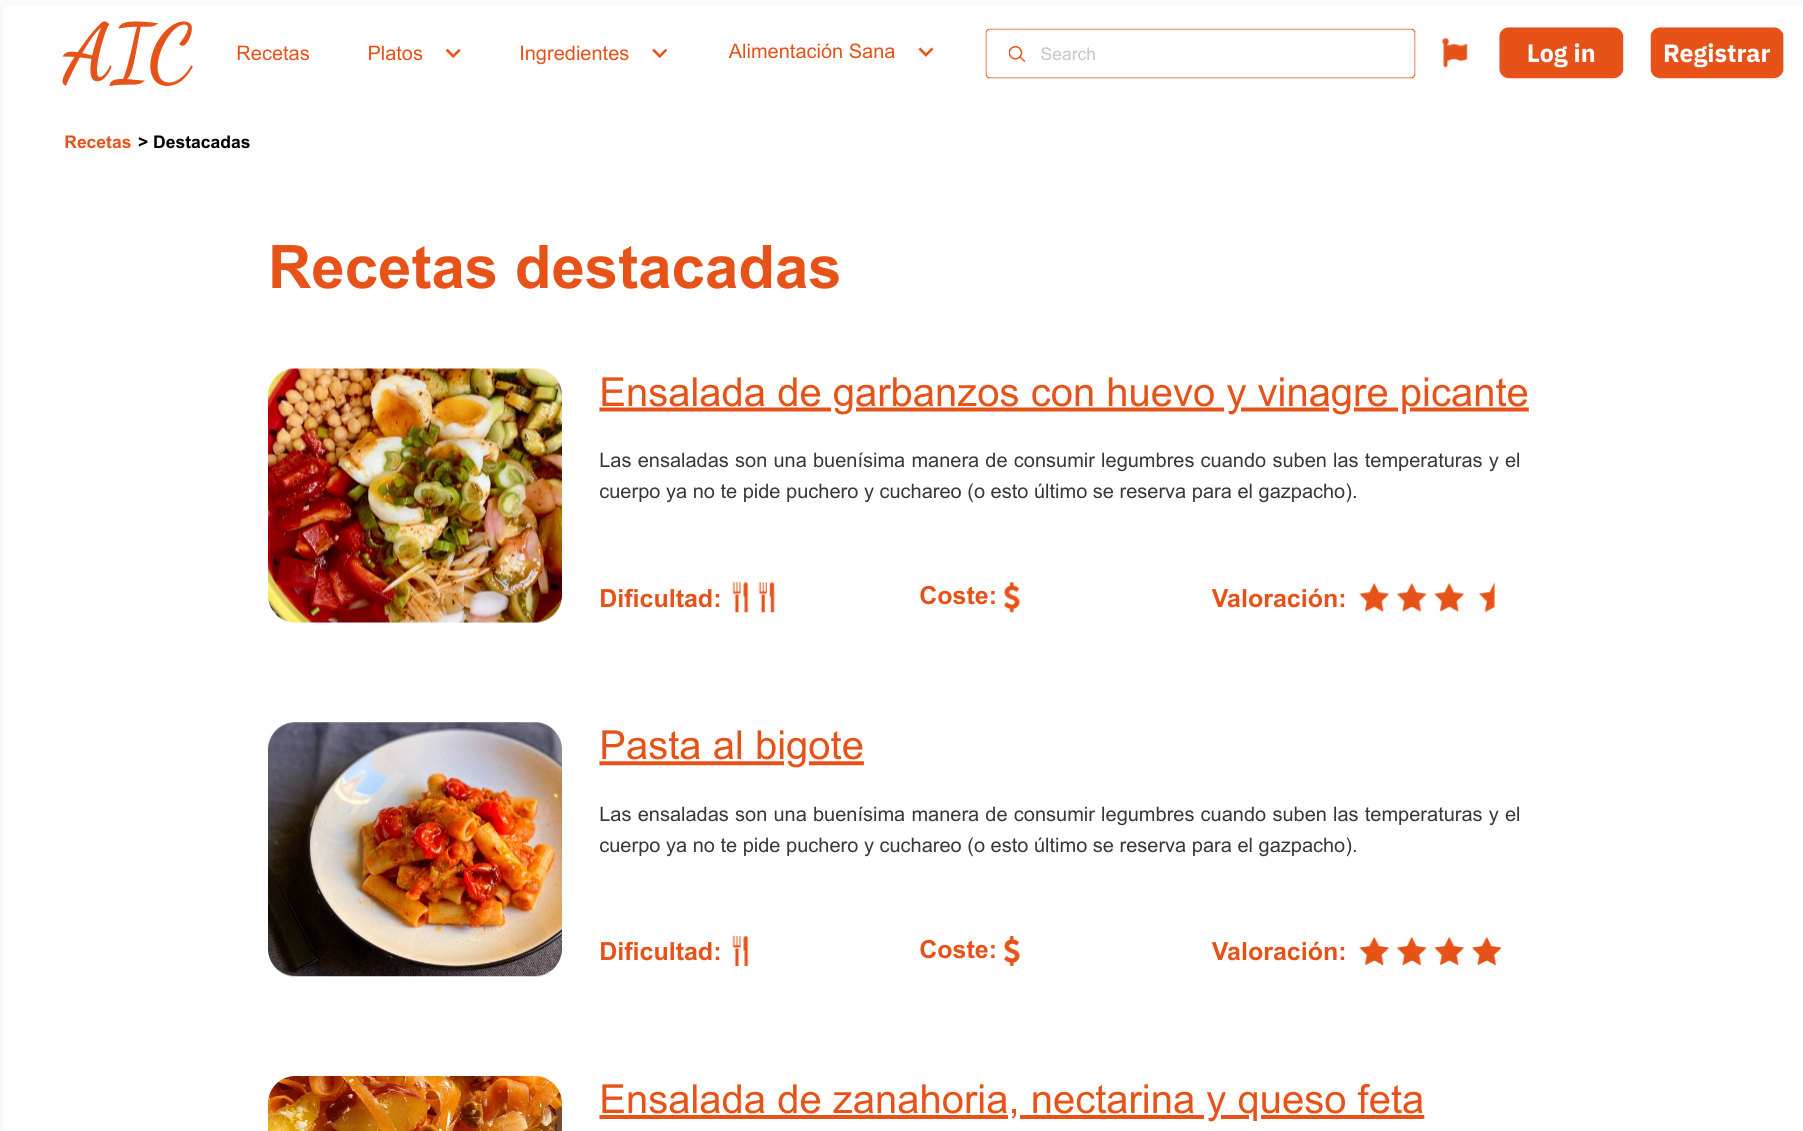 AIC
Recetas
Platos
Ingredientes
Alimentación Sana
Search
Log in
Registrar
Recetas > Destacadas
Recetas destacadas
Ensalada de garbanzos con huevo y vinagre picante
Las ensaladas son una buenísima manera de consumir legumbres cuando suben las temperaturas y el
cuerpo ya no te pide puchero y cuchareo (o esto último se reserva para el gazpacho).
Dificultad:
Coste: $
Valoración:
Pasta al bigote
Las ensaladas son una buenísima manera de consumir legumbres cuando suben las temperaturas y el
cuerpo ya no te pide puchero y cuchareo (o esto último se reserva para el gazpacho).
Dificultad:
Coste: $
Valoración:
Ensalada de zanahoria, nectarina y queso feta